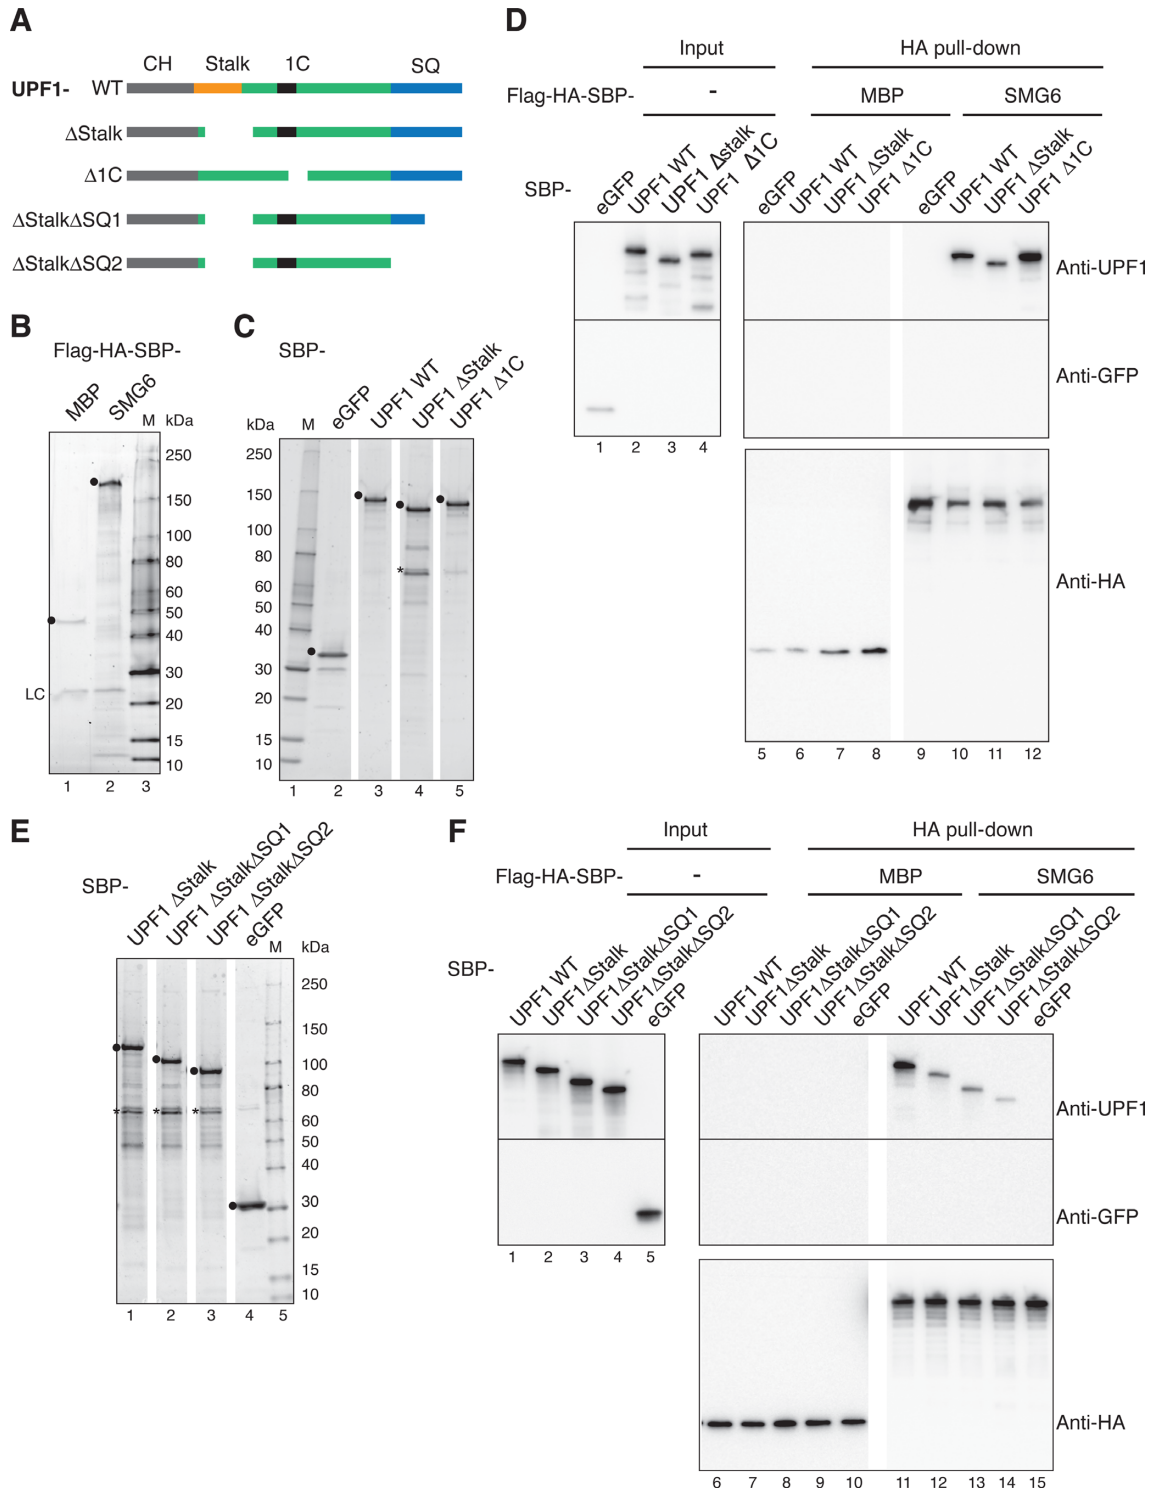 A
CH Stalk 1C SQ
UPF1- WT
ΔStalk
Δ1C
ΔStalkΔSQ1
ΔStalkΔSQ2
B
Flag-HA-SBP-
MBP SMG6 M kDa
250
150
100
80
60
50
40
30
20
15
10
LC
1 2 3
C
SBP-
kDa M eGFP UPF1 WT UPF1 ΔStalk UPF1 Δ1C
250
150
100
80
60
50
40
30
20
15
10
*
1 2 3 4 5
D
Input HA pull-down
Flag-HA-SBP- - MBP SMG6
SBP- eGFP UPF1 WT UPF1 Δstalk UPF1 Δ1C eGFP UPF1 WT UPF1 ΔStalk UPF1 Δ1C eGFP UPF1 WT UPF1 ΔStalk UPF1 Δ1C
Anti-UPF1
Anti-GFP
1 2 3 4
Anti-HA
5 6 7 8 9 10 11 12
E
SBP-
UPF1 ΔStalk UPF1 ΔStalkΔSQ1 UPF1 ΔStalkΔSQ2 eGFP M kDa
250
150
100
80
60
50
40
30
20
15
10
* * *
1 2 3 4 5
F
Input HA pull-down
Flag-HA-SBP- - MBP SMG6
SBP- UPF1 WT UPF1ΔStalk UPF1ΔStalkΔSQ1 UPF1ΔStalkΔSQ2 eGFP UPF1 WT UPF1ΔStalk UPF1ΔStalkΔSQ1 UPF1ΔStalkΔSQ2 eGFP UPF1 WT UPF1ΔStalk UPF1ΔStalkΔSQ1 UPF1ΔStalkΔSQ2 eGFP
Anti-UPF1
Anti-GFP
1 2 3 4 5
Anti-HA
6 7 8 9 10 11 12 13 14 15